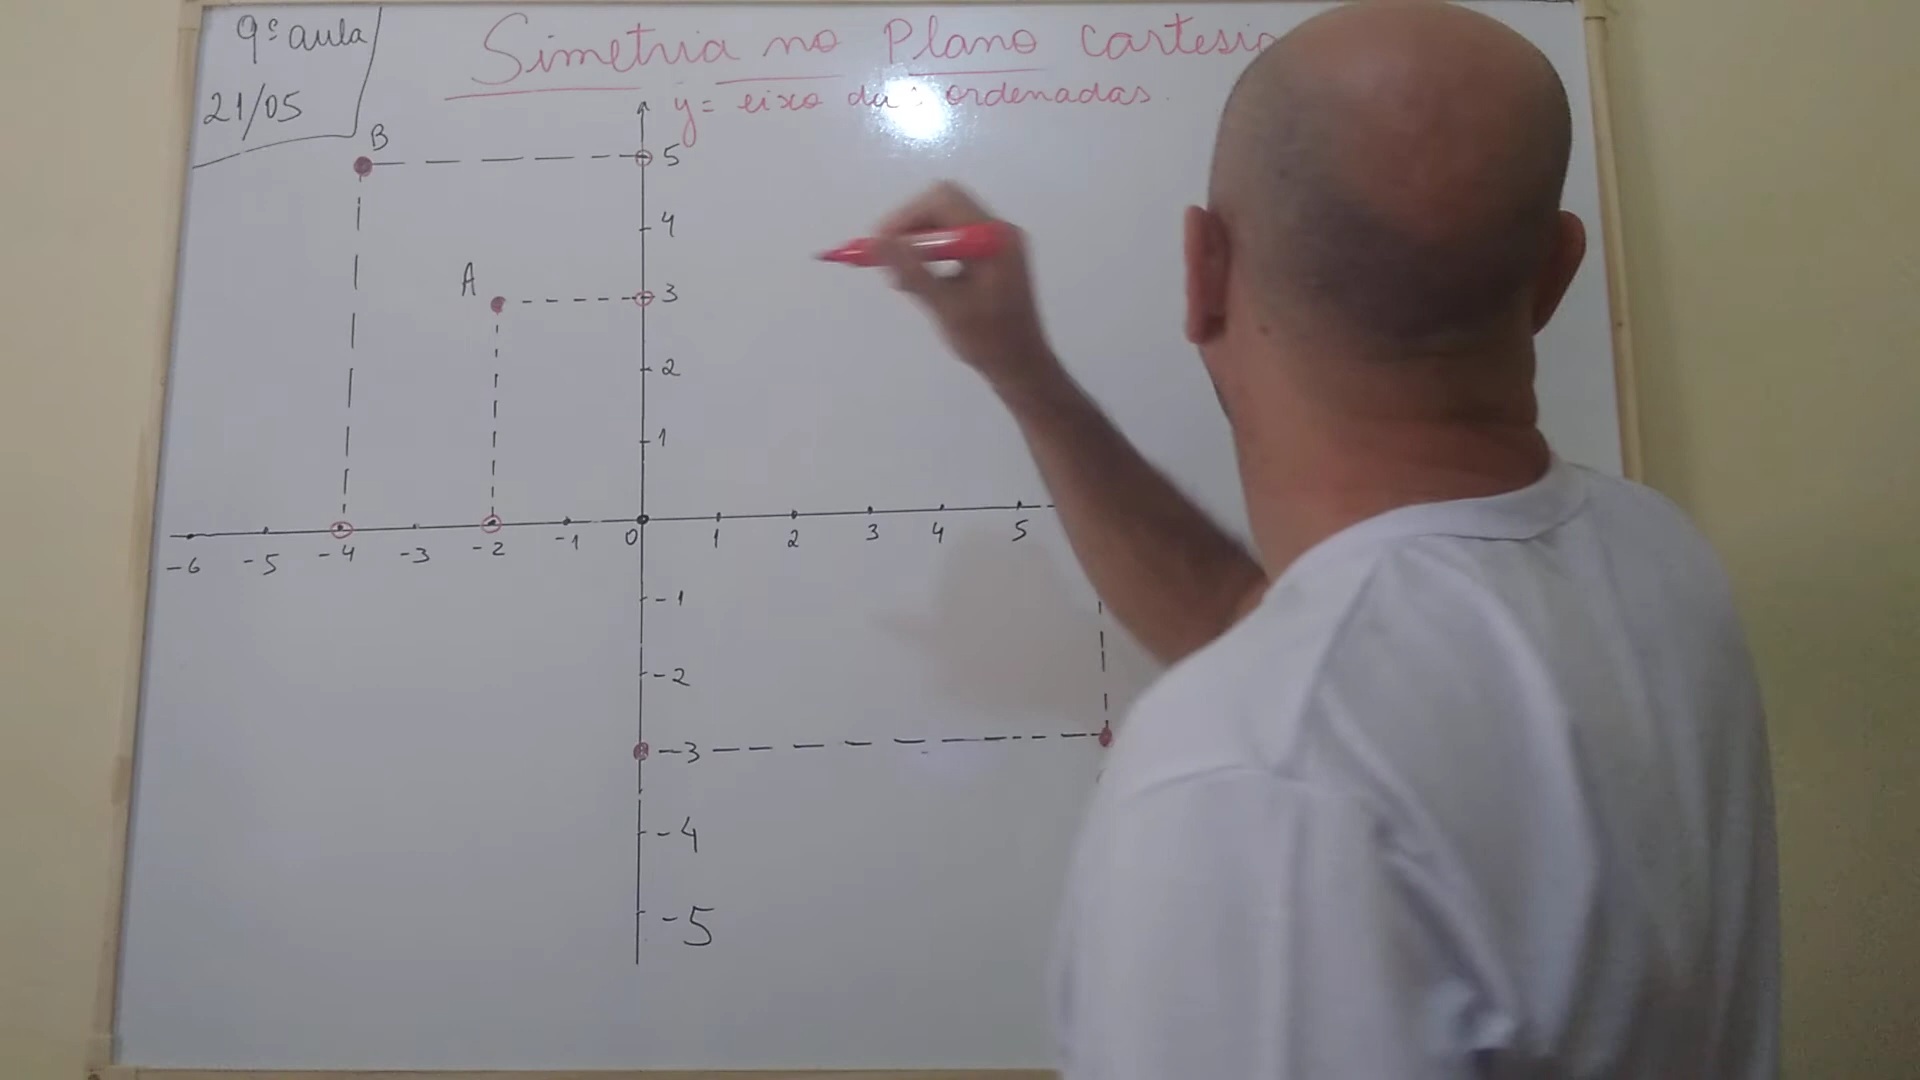 9ª aula
21/05
Simetria no Plano
y = eixo das ordenadas.
B
5
4
A
3
2
1
-6 -5 -4 -3 -2 -1 0 1 2 3 4 5
-1
-2
-3
-4
-5